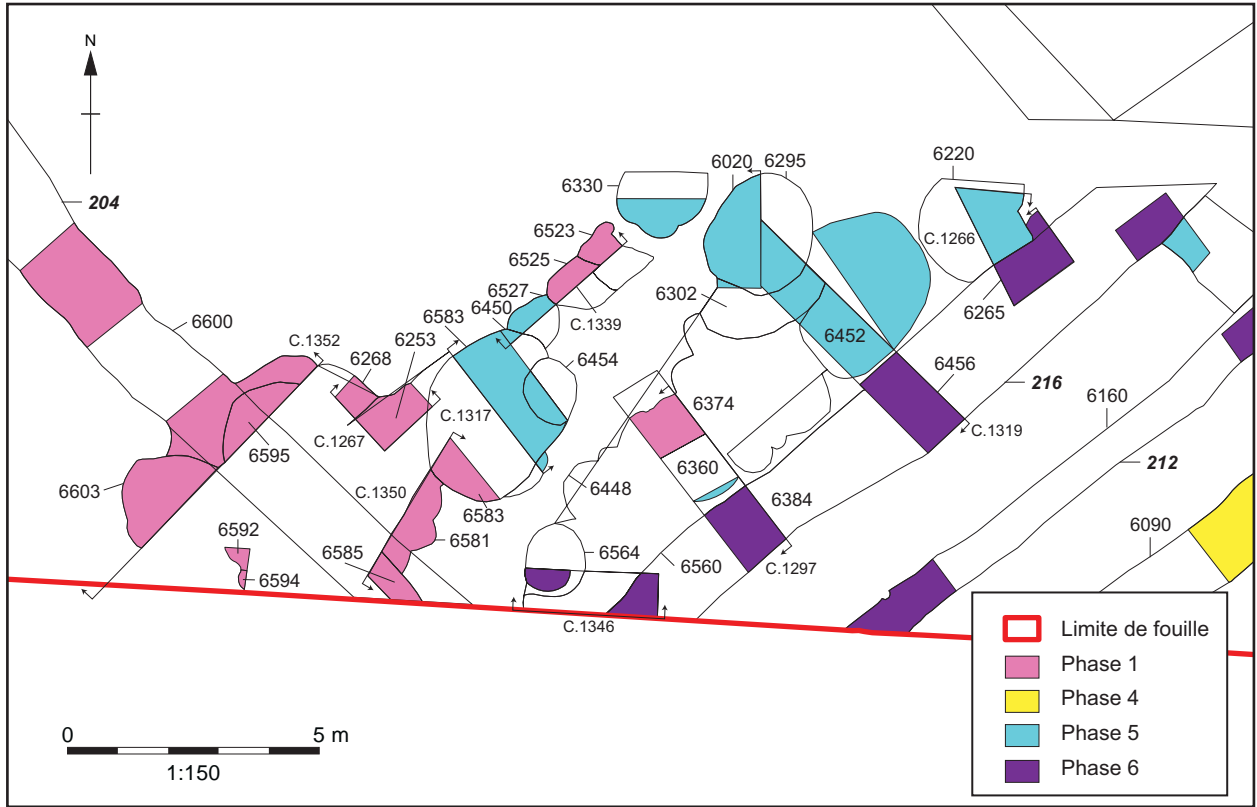 N
204
6600
C.1352
6268
6253
C.1267
C.1317
6595
6603
6592
6594
6585
C.1350
6581
6583
6583
6450
6527
6525
6523
C.1339
6454
6448
6564
6560
C.1346
6330
6020
6295
6302
6374
6360
6384
C.1297
6452
6456
C.1319
6220
C.1266
6265
216
6160
212
6090
Limite de fouille
Phase 1
Phase 4
Phase 5
Phase 6
0
5 m
1:150